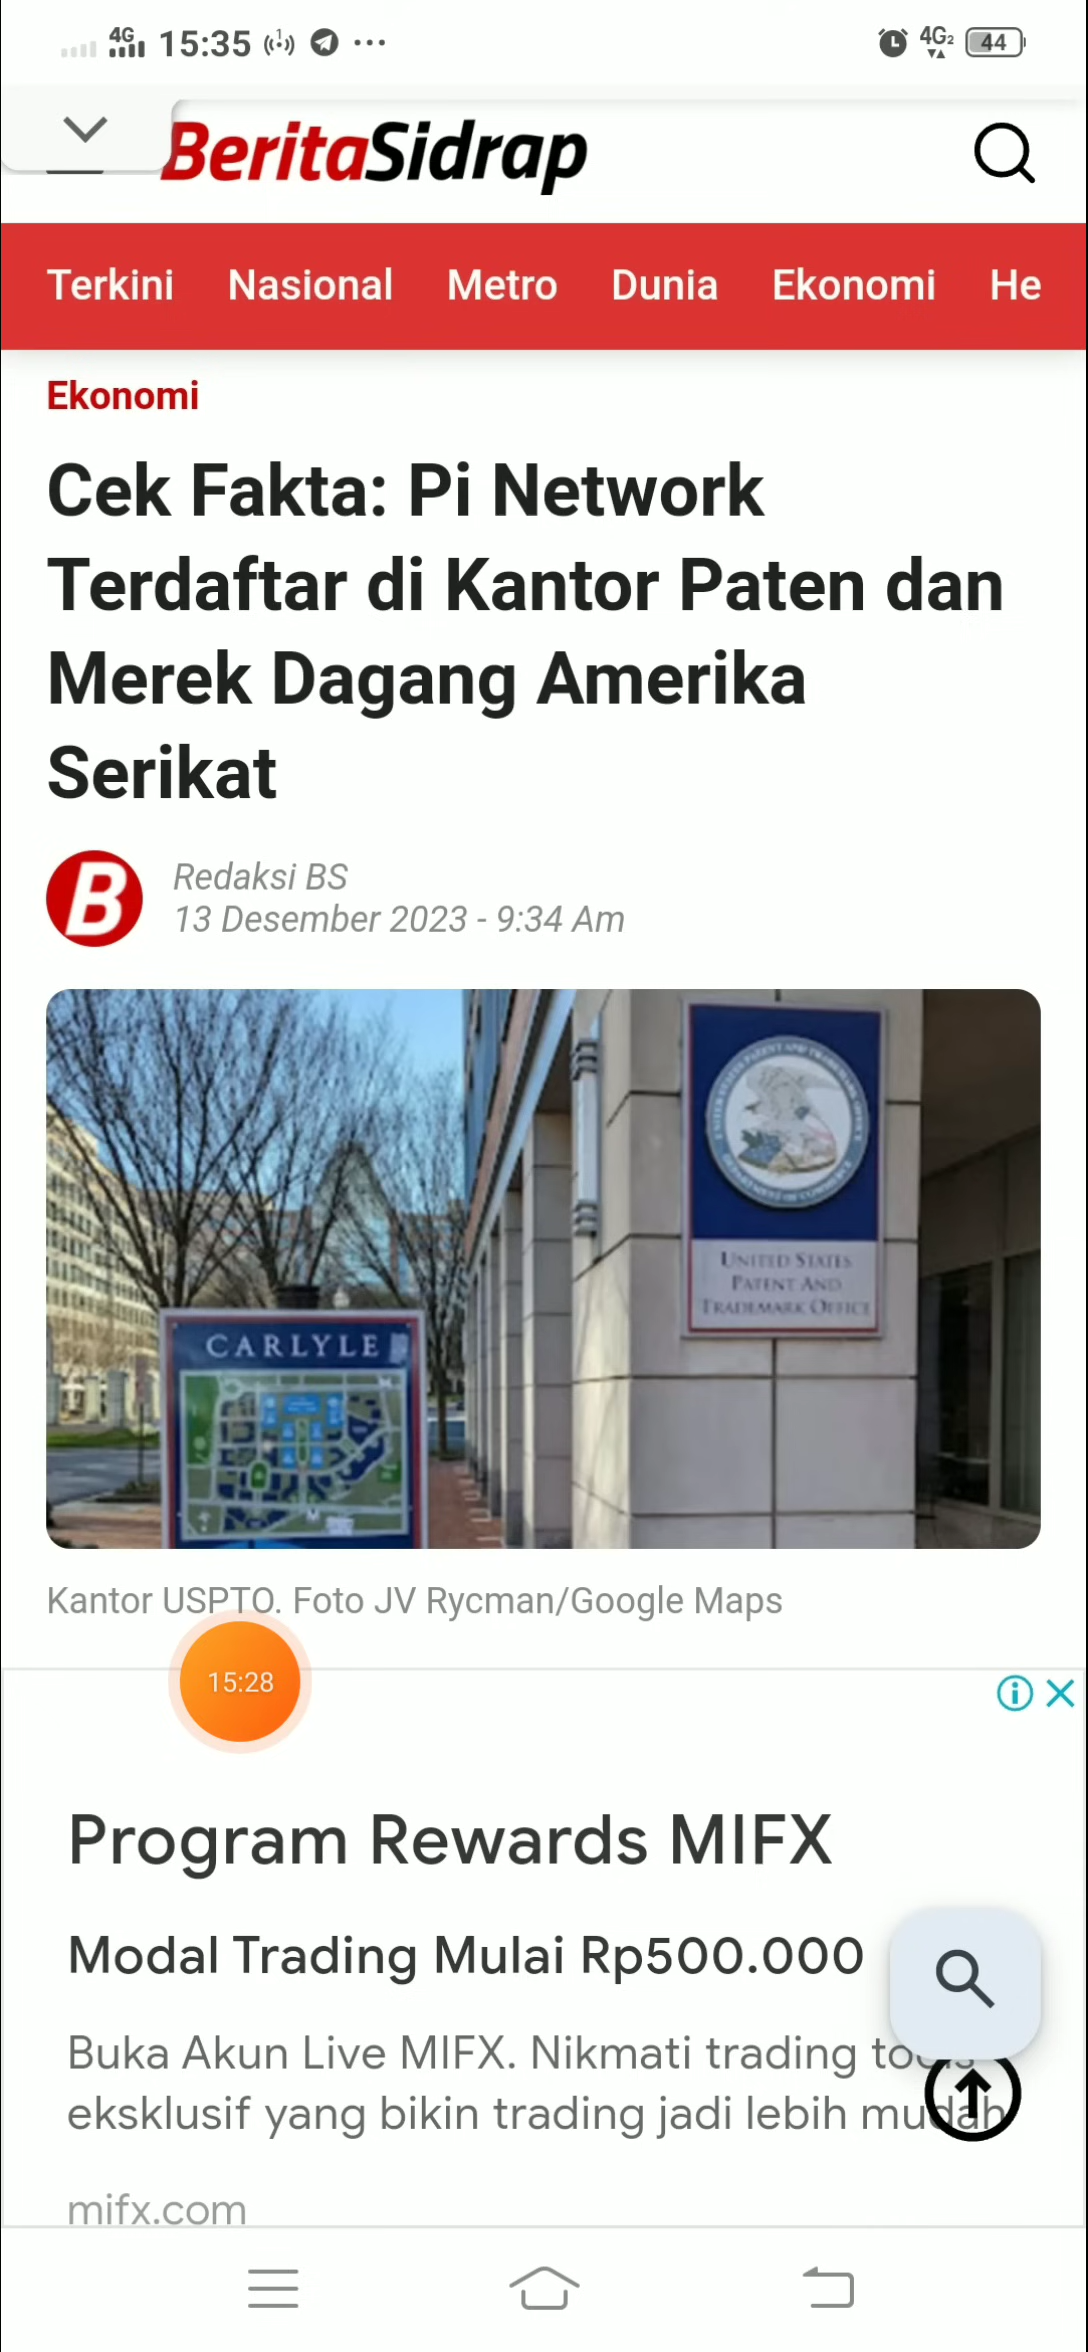 4G 15:35
4G2 44
BeritaSidrap
Terkini Nasional Metro Dunia Ekonomi He
Ekonomi
Cek Fakta: Pi Network
Terdaftar di Kantor Paten dan
Merek Dagang Amerika
Serikat
B
Redaksi BS
13 Desember 2023 - 9:34 Am
UNITED STATES
PATENT AND
TRADEMARK OFFICE
CARLYLE
Kantor USPTO. Foto JV Rycman/Google Maps
15:28
Program Rewards MIFX
Modal Trading Mulai Rp500.000
Buka Akun Live MIFX. Nikmati trading tools
eksklusif yang bikin trading jadi lebih mudah
mifx.com